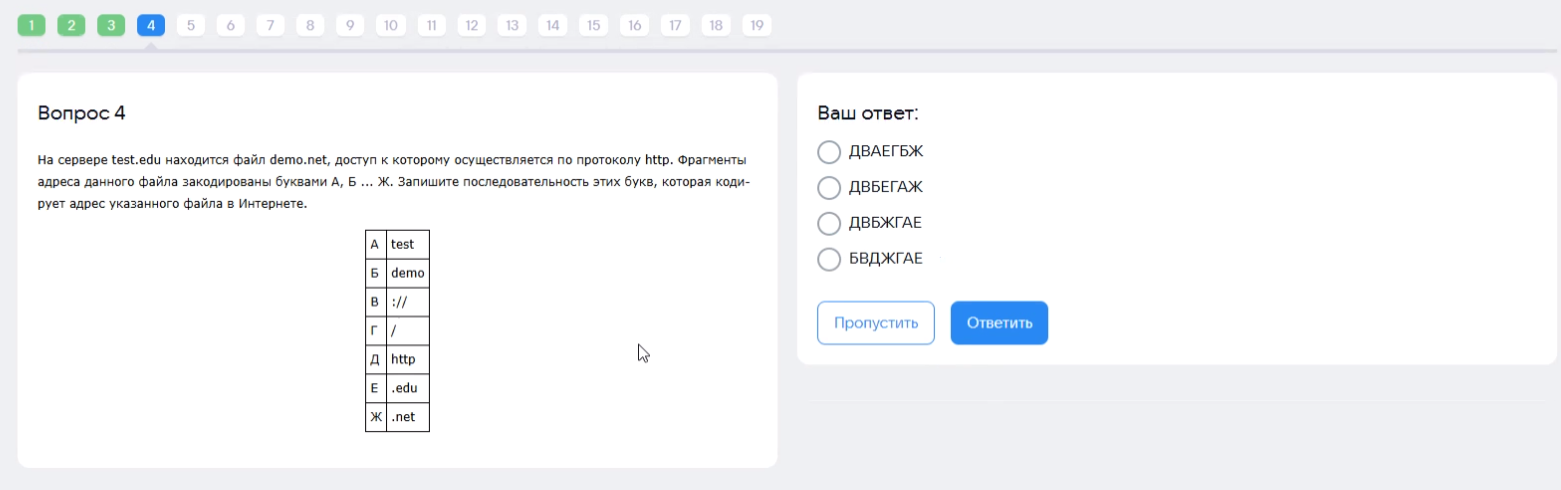 1 2 3 4 5 6 7 8 9 10 11 12 13 14 15 16 17 18 19
Вопрос 4
На сервере test.edu находится файл demo.net, доступ к которому осуществляется по протоколу http. Фрагменты
адреса данного файла закодированы буквами А, Б ... Ж. Запишите последовательность этих букв, которая коди-
рует адрес указанного файла в Интернете.
А test
Б demo
В ://
Г /
Д http
Е .edu
Ж .net
Ваш ответ:
ДВАЕГБЖ
ДВБЕГАЖ
ДВБЖГАЕ
БВДЖГАЕ
Пропустить Ответить